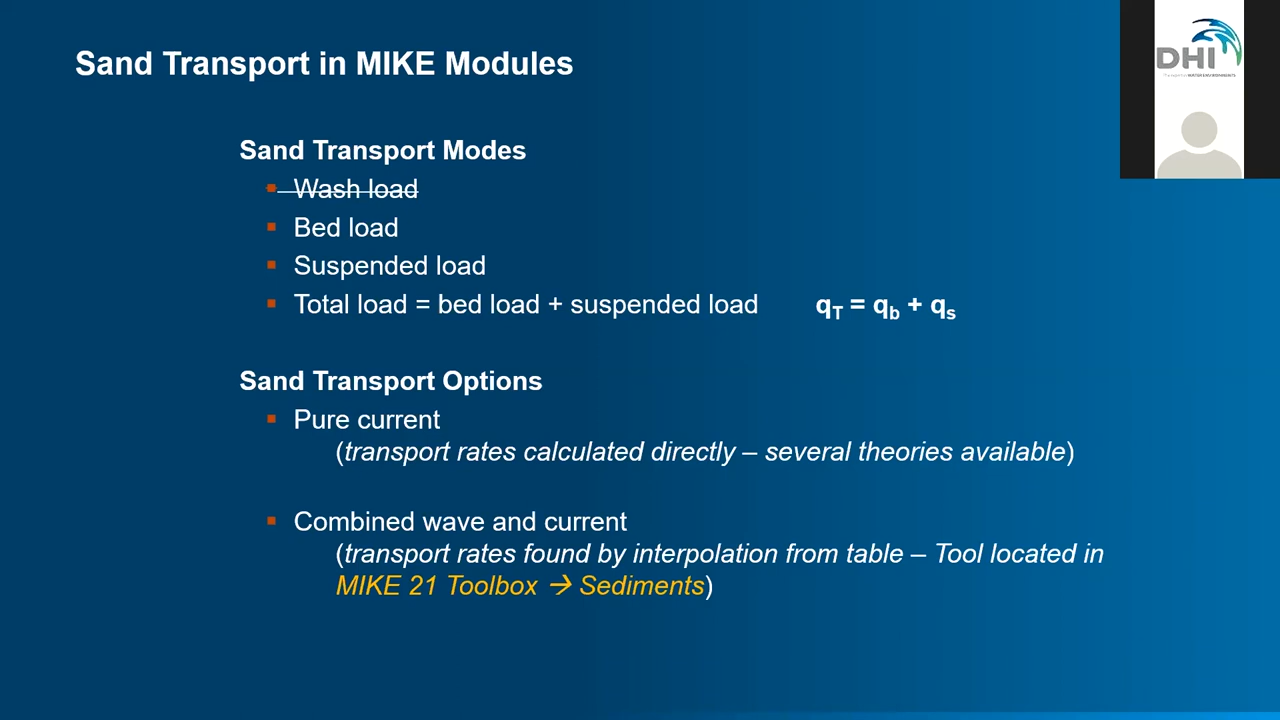 Sand Transport in MIKE Modules
DHI
Sand Transport Modes
Wash load
Bed load
Suspended load
Total load = bed load + suspended load qT = qb + qs
Sand Transport Options
Pure current
(transport rates calculated directly – several theories available)
Combined wave and current
(transport rates found by interpolation from table – Tool located in
MIKE 21 Toolbox → Sediments)